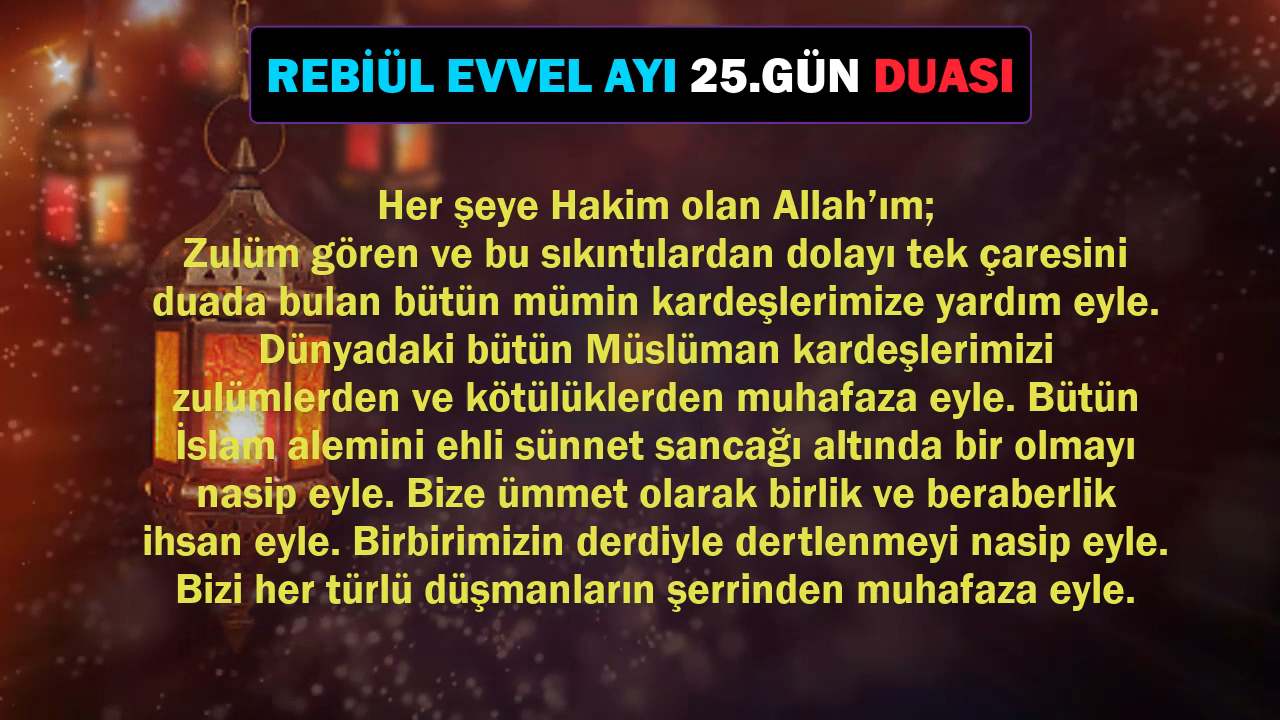 REBİÜL EVVEL AYI 25.GÜN DUASI
Her şeye Hakim olan Allah’ım;
Zulüm gören ve bu sıkıntılardan dolayı tek çaresini
duada bulan bütün mümin kardeşlerimize yardım eyle.
Dünyadaki bütün Müslüman kardeşlerimizi
zulümlerden ve kötülüklerden muhafaza eyle. Bütün
İslam alemini ehli sünnet sancağı altında bir olmayı
nasip eyle. Bize ümmet olarak birlik ve beraberlik
ihsan eyle. Birbirimizin derdiyle dertlenmeyi nasip eyle.
Bizi her türlü düşmanların şerrinden muhafaza eyle.